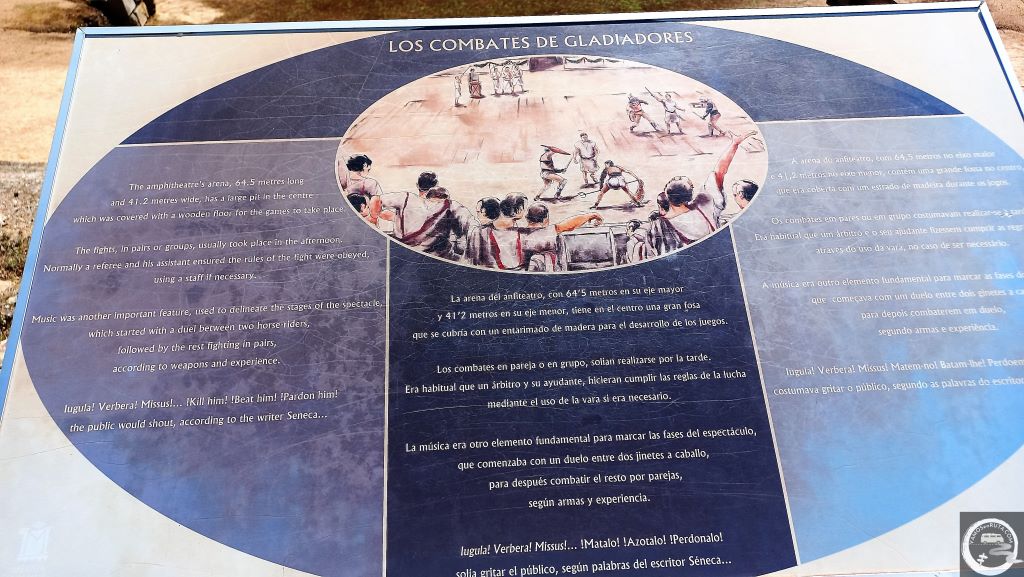 LOS COMBATES DE GLADIADORES
The amphitheatre's arena, 64.5 metres long
and 41.2 metres wide, has a large pit in the centre
which was covered with a wooden floor for the games to take place.
The fights, in pairs or groups, usually took place in the afternoon.
Normally a referee and his assistant ensured the rules of the fight were obeyed,
using a staff if necessary.
Music was another important feature, used to delineate the stages of the spectacle,
which started with a duel between two horse riders,
followed by the rest fighting in pairs,
according to weapons and experience.
Iugula! Verbera! Missus!... !Kill him! !Beat him! !Pardon him!
the public would shout, according to the writer Seneca...
La arena del anfiteatro, con 64'5 metros en su eje mayor
y 41'2 metros en su eje menor, tiene en el centro una gran fosa
que se cubría con un entarimado de madera para el desarrollo de los juegos.
Los combates en pareja o en grupo, solían realizarse por la tarde.
Era habitual que un árbitro y su ayudante, hicieran cumplir las reglas de la lucha
mediante el uso de la vara si era necesario.
La música era otro elemento fundamental para marcar las fases del espectáculo,
que comenzaba con un duelo entre dos jinetes a caballo,
para después combatir el resto por parejas,
según armas y experiencia.
Iugula! Verbera! Missus!... !Matalo! !Azotalo! !Perdonalo!
solía gritar el público, según palabras del escritor Séneca...
A arena do anfiteatro, com 64,5 metros no eixo maior
e 41,2 metros no eixo menor, contém uma grande fossa no centro,
que era coberta com um estrado de madeira durante os jogos.
Os combates em pares ou em grupo costumavam realizar-se à
Era habitual que um árbitro e o seu ajudante fizessem cumprir as
através do uso da vara, no caso de ser necessário.
A música era outro elemento fundamental para marcar as fases
que começava com um duelo entre dois ginetes a
para depois combaterem em duelo,
segundo armas e experiência.
Iugula! Verbera! Missus! Matem-no! Batam-lhe!
costumava gritar o público, segundo as palavras do escritor